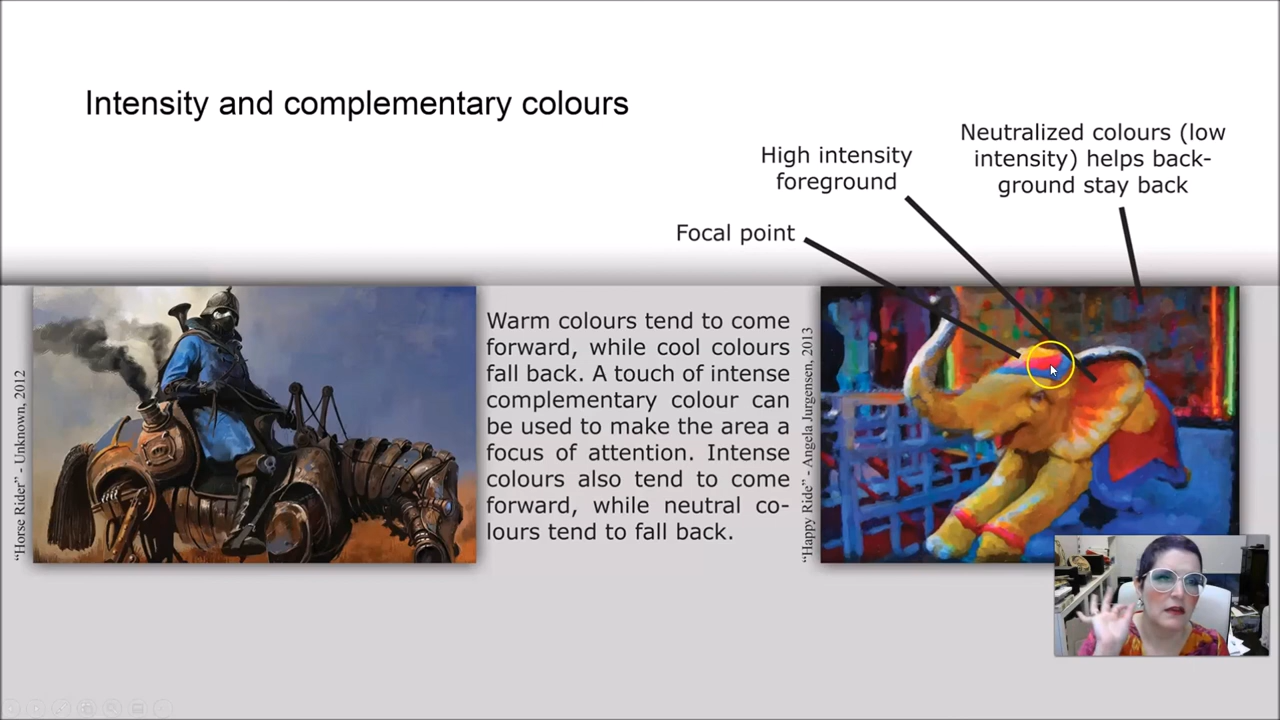 Intensity and complementary colours
Neutralized colours (low
intensity) helps back-
ground stay back
High intensity
foreground
Focal point
"Horse Rider" - Unknown, 2012
Warm colours tend to come
forward, while cool colours
fall back. A touch of intense
complementary colour can
be used to make the area a
focus of attention. Intense
colours also tend to come
forward, while neutral co-
lours tend to fall back.
"Happy Ride" - Angela Jurgensen, 2013